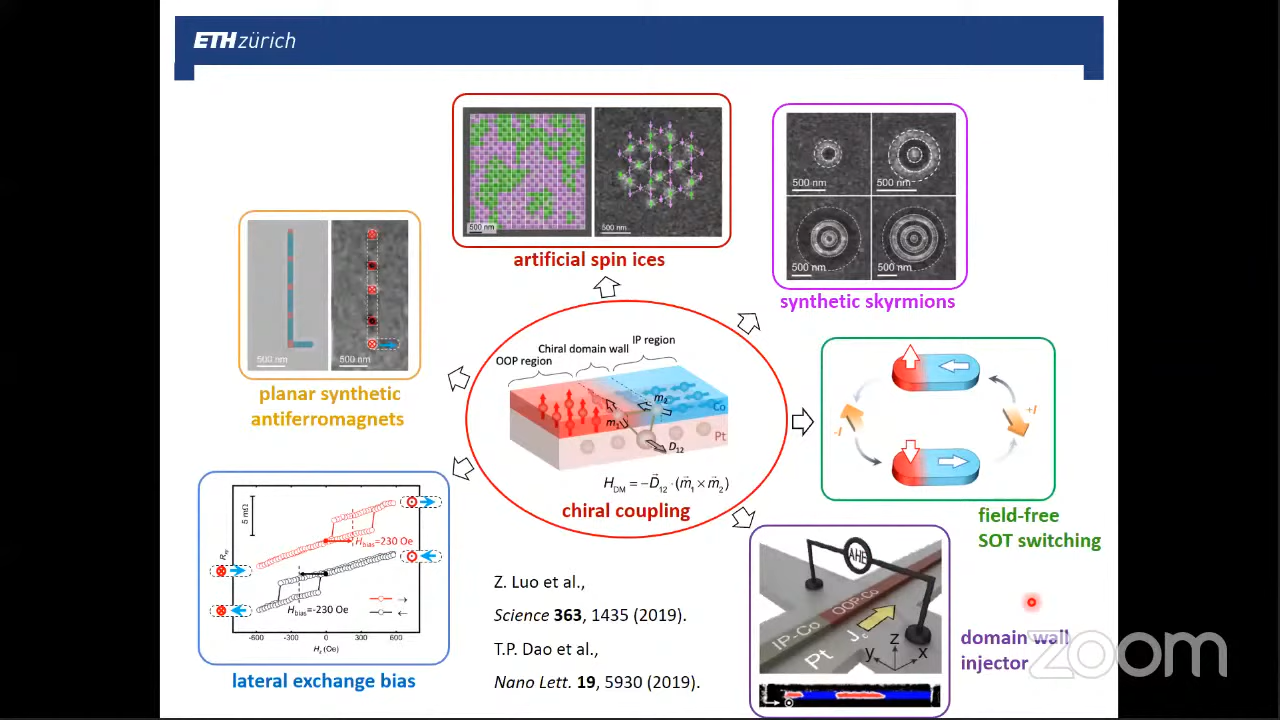 ETH zürich
500 nm
500 nm
artificial spin ices
500 nm
500 nm
500 nm
500 nm
synthetic skyrmions
500 nm
500 nm
planar synthetic
antiferromagnets
OOP region
Chiral domain wall
IP region
m1
m2
Co
Pt
D12
HDM = −D⃗12 · (m⃗1 × m⃗2)
chiral coupling
+I
-I
field-free
SOT switching
5 mΩ
Rxy
Hbias=230 Oe
Hbias=-230 Oe
→
←
-600 -300 0 300 600
Hz (Oe)
lateral exchange bias
Z. Luo et al.,
Science 363, 1435 (2019).
T.P. Dao et al.,
Nano Lett. 19, 5930 (2019).
AHE
IP-Co
OOP-Co
Jc
Pt
z
y
x
domain wall
injector
zoom